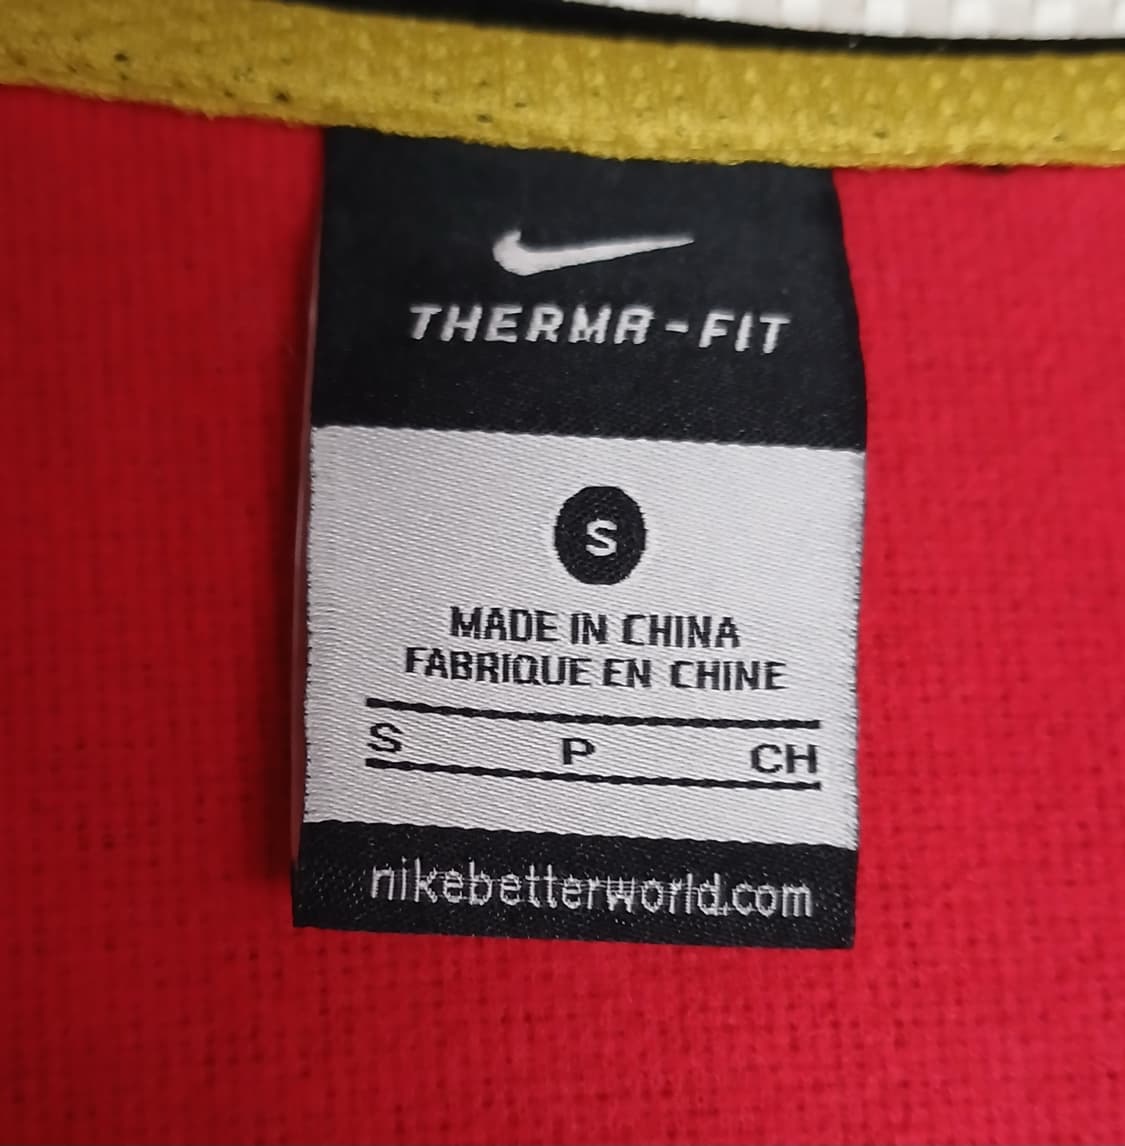 THERMA-FIT
S
MADE IN CHINA
FABRIQUE EN CHINE
S P CH
nikebetterworld.com